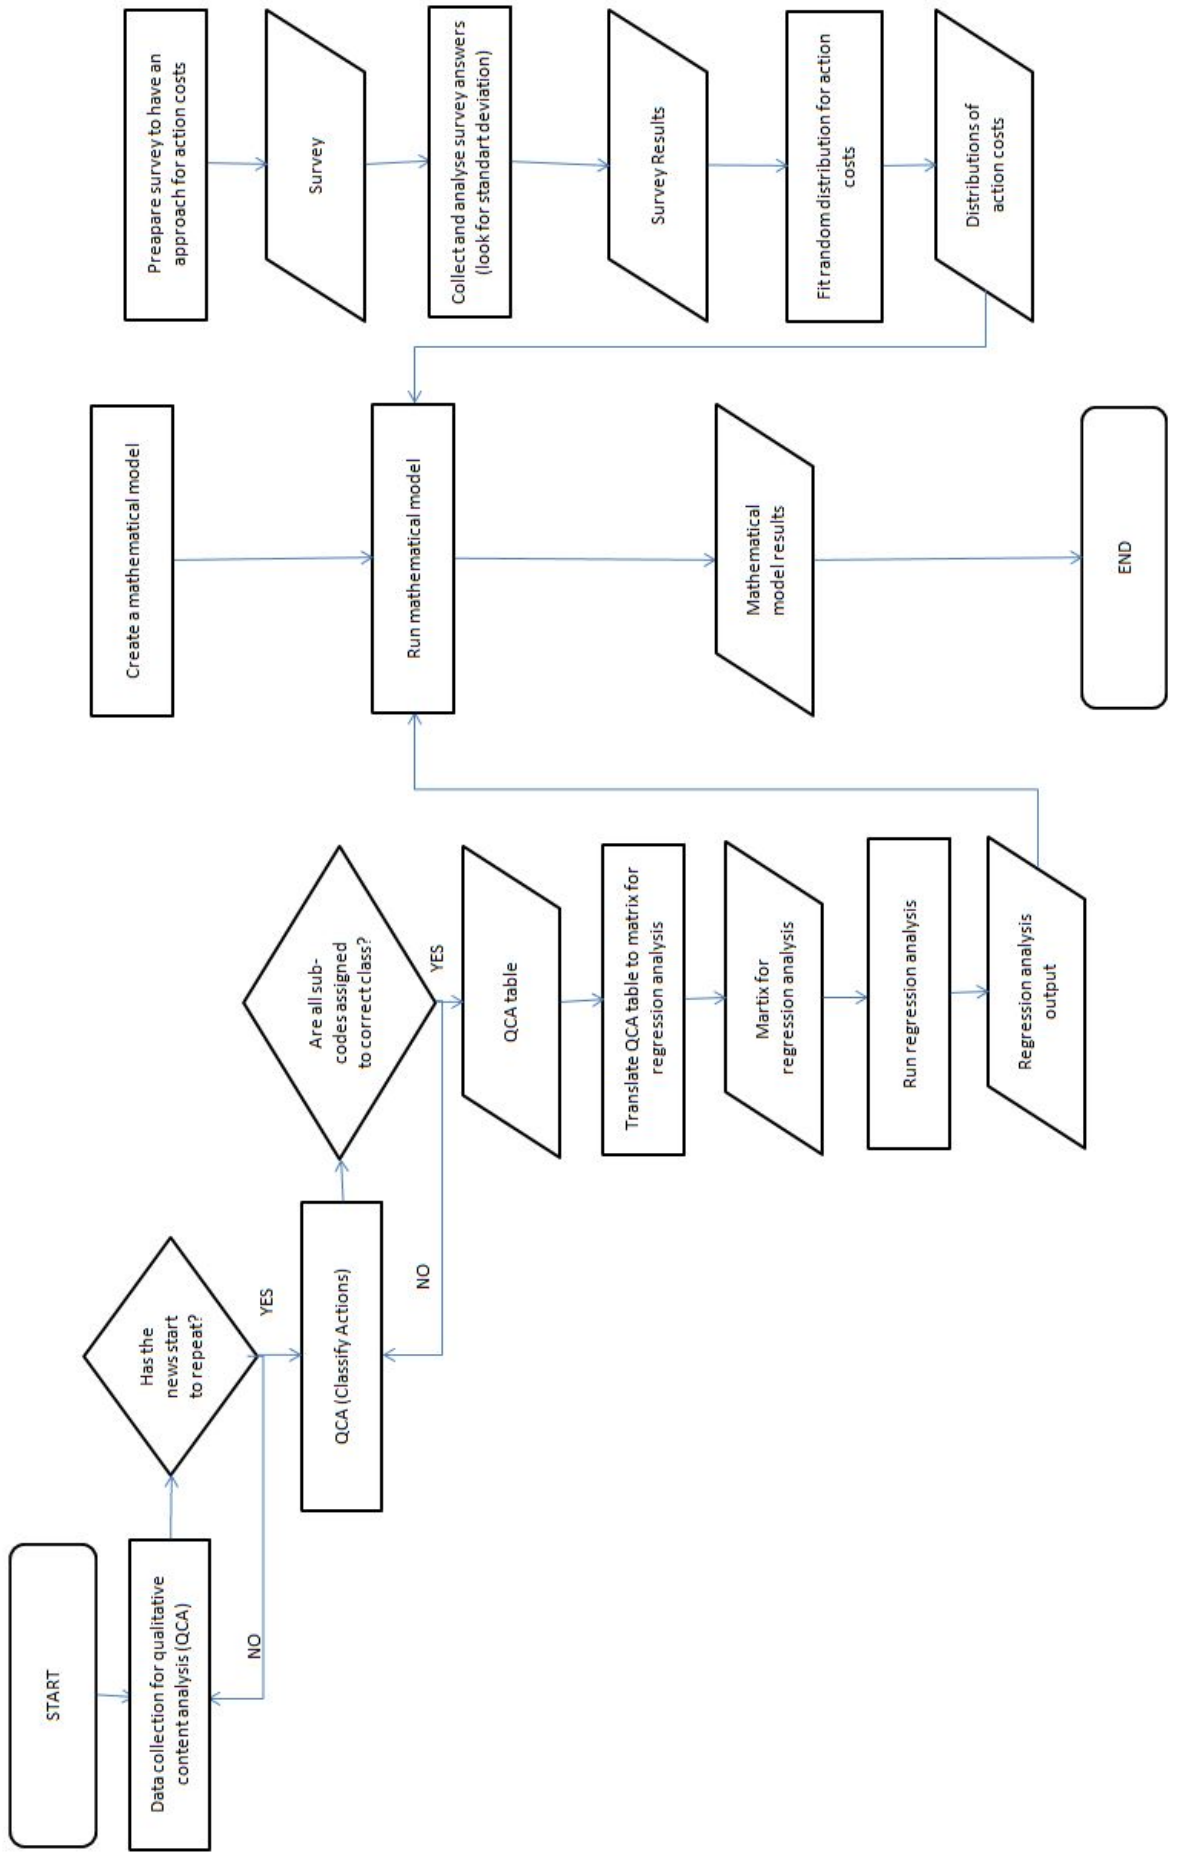 START
Data collection for qualitative
content analysis (QCA)
Has the
news start
to repeat?
NO
YES
QCA (Classify Actions)
Are all sub-
codes assigned
to correct class?
NO
YES
QCA table
Translate QCA table to matrix for
regression analysis
Martix for
regression analysis
Run regression analysis
Regression analysis
output
Create a mathematical model
Run mathematical model
Mathematical
model results
END
Preapare survey to have an
approach for action costs
Survey
Collect and analyse survey answers
(look for standart deviation)
Survey Results
Fit random distribution for action
costs
Distributions of
action costs